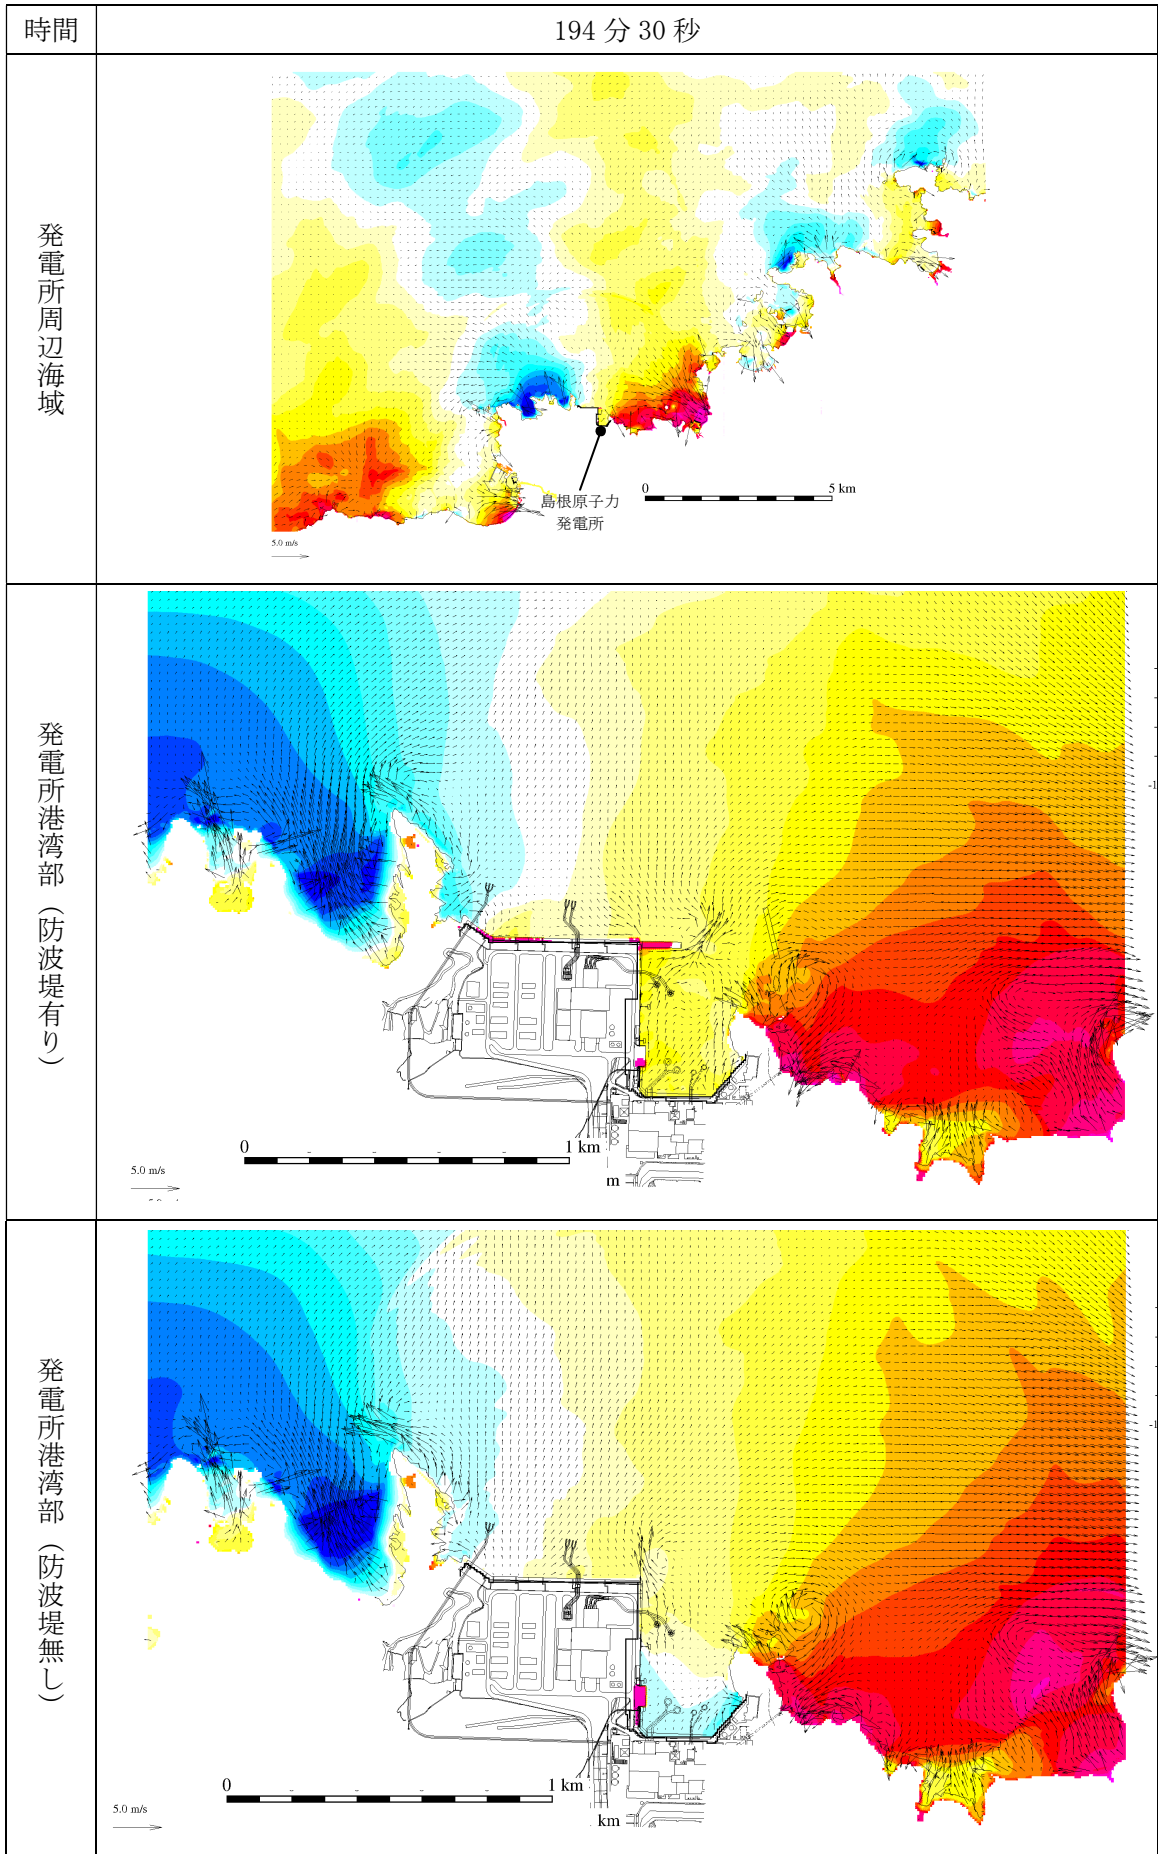 時間
194 分 30 秒
発電所周辺海域
島根原子力
発電所
0
5 km
5.0 m/s
発電所港湾部（防波堤有り）
-1
0
1 km
m
5.0 m/s
発電所港湾部（防波堤無し）
-1
0
1 km
km
5.0 m/s